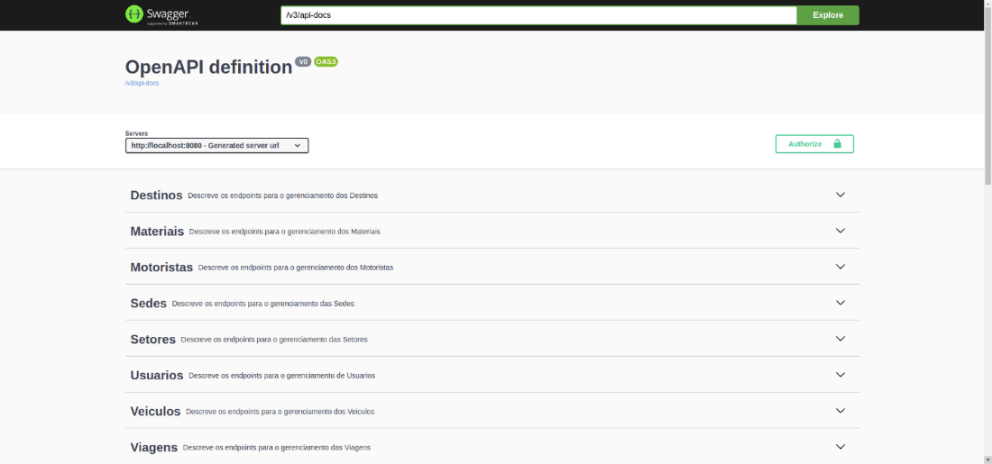 Swagger
Supported by SMARTBEAR
/v3/api-docs
Explore
OpenAPI definition v0 OAS3
/v3/api-docs
Servers
http://localhost:8080 - Generated server url
Authorize
Destinos Descreve os endpoints para o gerenciamento dos Destinos
Materiais Descreve os endpoints para o gerenciamento dos Materiais
Motoristas Descreve os endpoints para o gerenciamento dos Motoristas
Sedes Descreve os endpoints para o gerenciamento das Sedes
Setores Descreve os endpoints para o gerenciamento das Setores
Usuarios Descreve os endpoints para o gerenciamento de Usuarios
Veiculos Descreve os endpoints para o gerenciamento dos Veiculos
Viagens Descreve os endpoints para o gerenciamento das Viagens